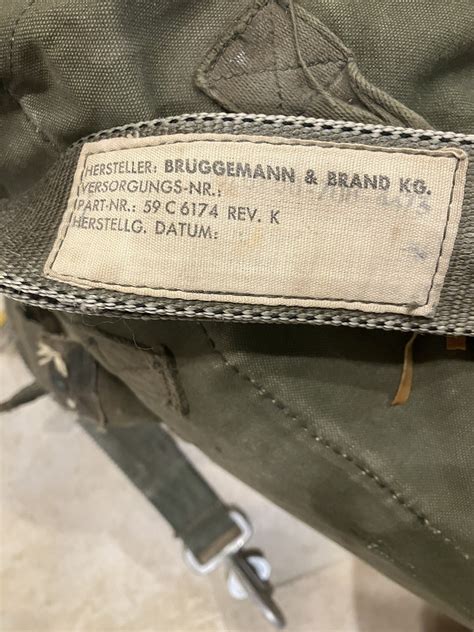 HERSTELLER: BRUGGEMANN & BRAND KG.
VERSORGUNGS-NR.:
PART-NR.: 59 C 6174 REV. K
HERSTELLG. DATUM: